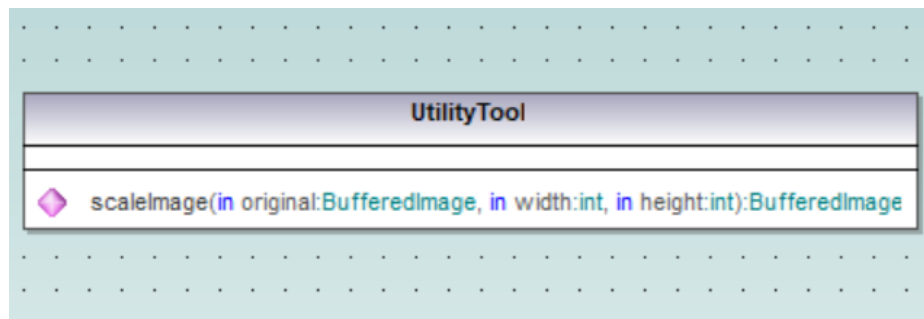 UtilityTool
scaleImage(in original:BufferedImage, in width:int, in height:int):BufferedImage